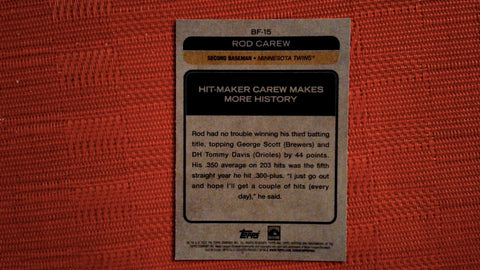 BF-15
ROD CAREW
SECOND BASEMAN • MINNESOTA TWINS®
HIT-MAKER CAREW MAKES
MORE HISTORY
Rod had no trouble winning his third batting
title, topping George Scott (Brewers) and
DH Tommy Davis (Orioles) by 44 points.
His .350 average on 203 hits was the fifth
straight year he hit .300-plus. "I just go out
and hope I'll get a couple of hits (every
day)," he said.
Topps